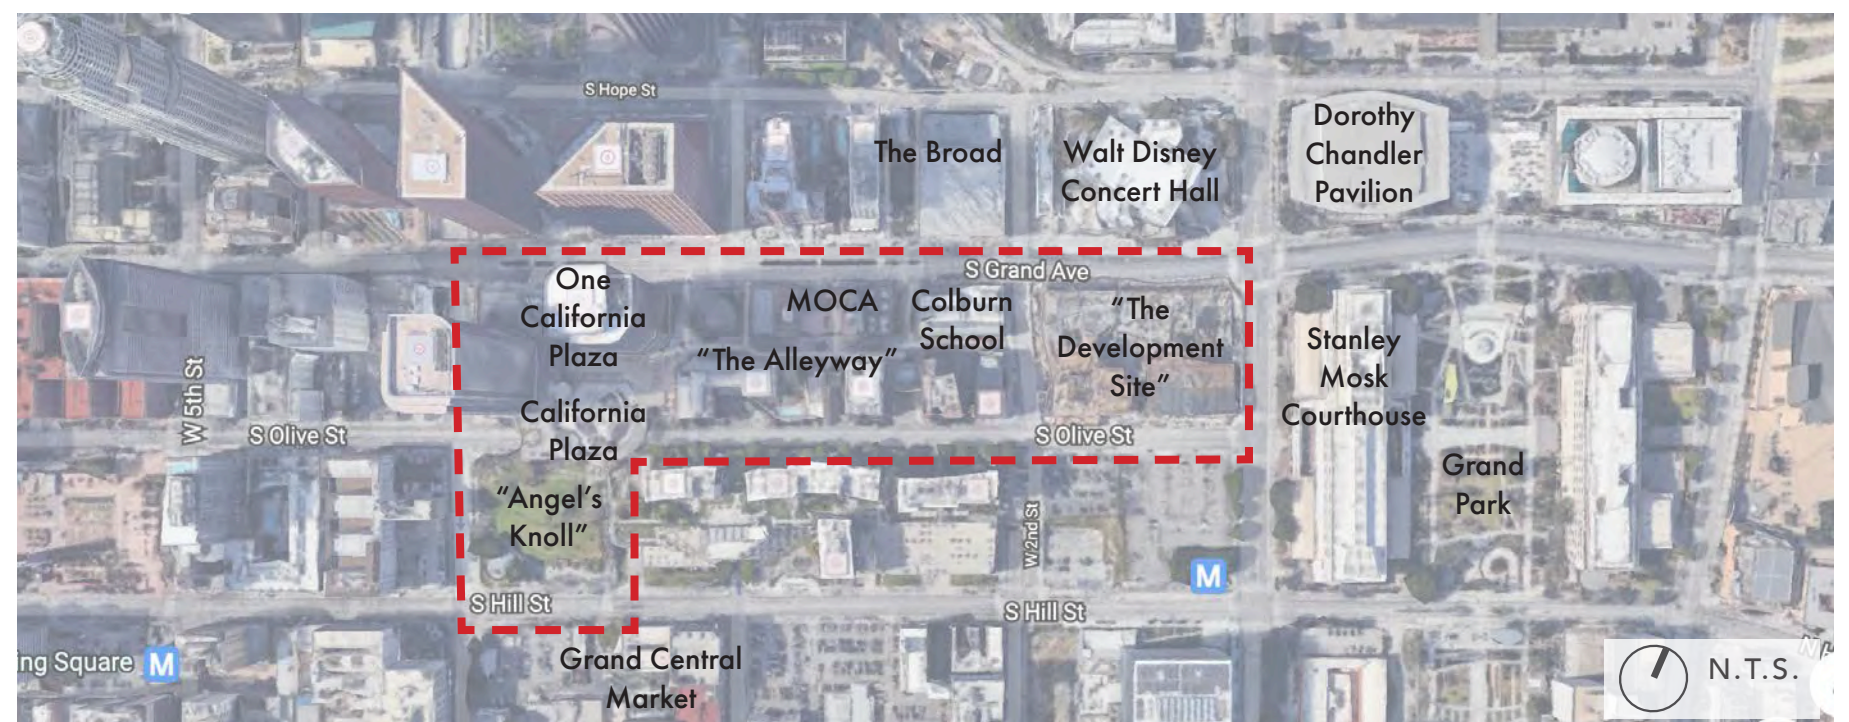 S Hope St
The Broad
Walt Disney
Concert Hall
Dorothy
Chandler
Pavilion
S Grand Ave
One
California
Plaza
MOCA
Colburn
School
"The Alleyway"
"The
Development
Site"
Stanley
Mosk
Courthouse
W 5th St
S Olive St
California
Plaza
S Olive St
"Angel's
Knoll"
Grand
Park
W 2nd St
M
S Hill St
S Hill St
ing Square M
Grand Central
Market
N.T.S.